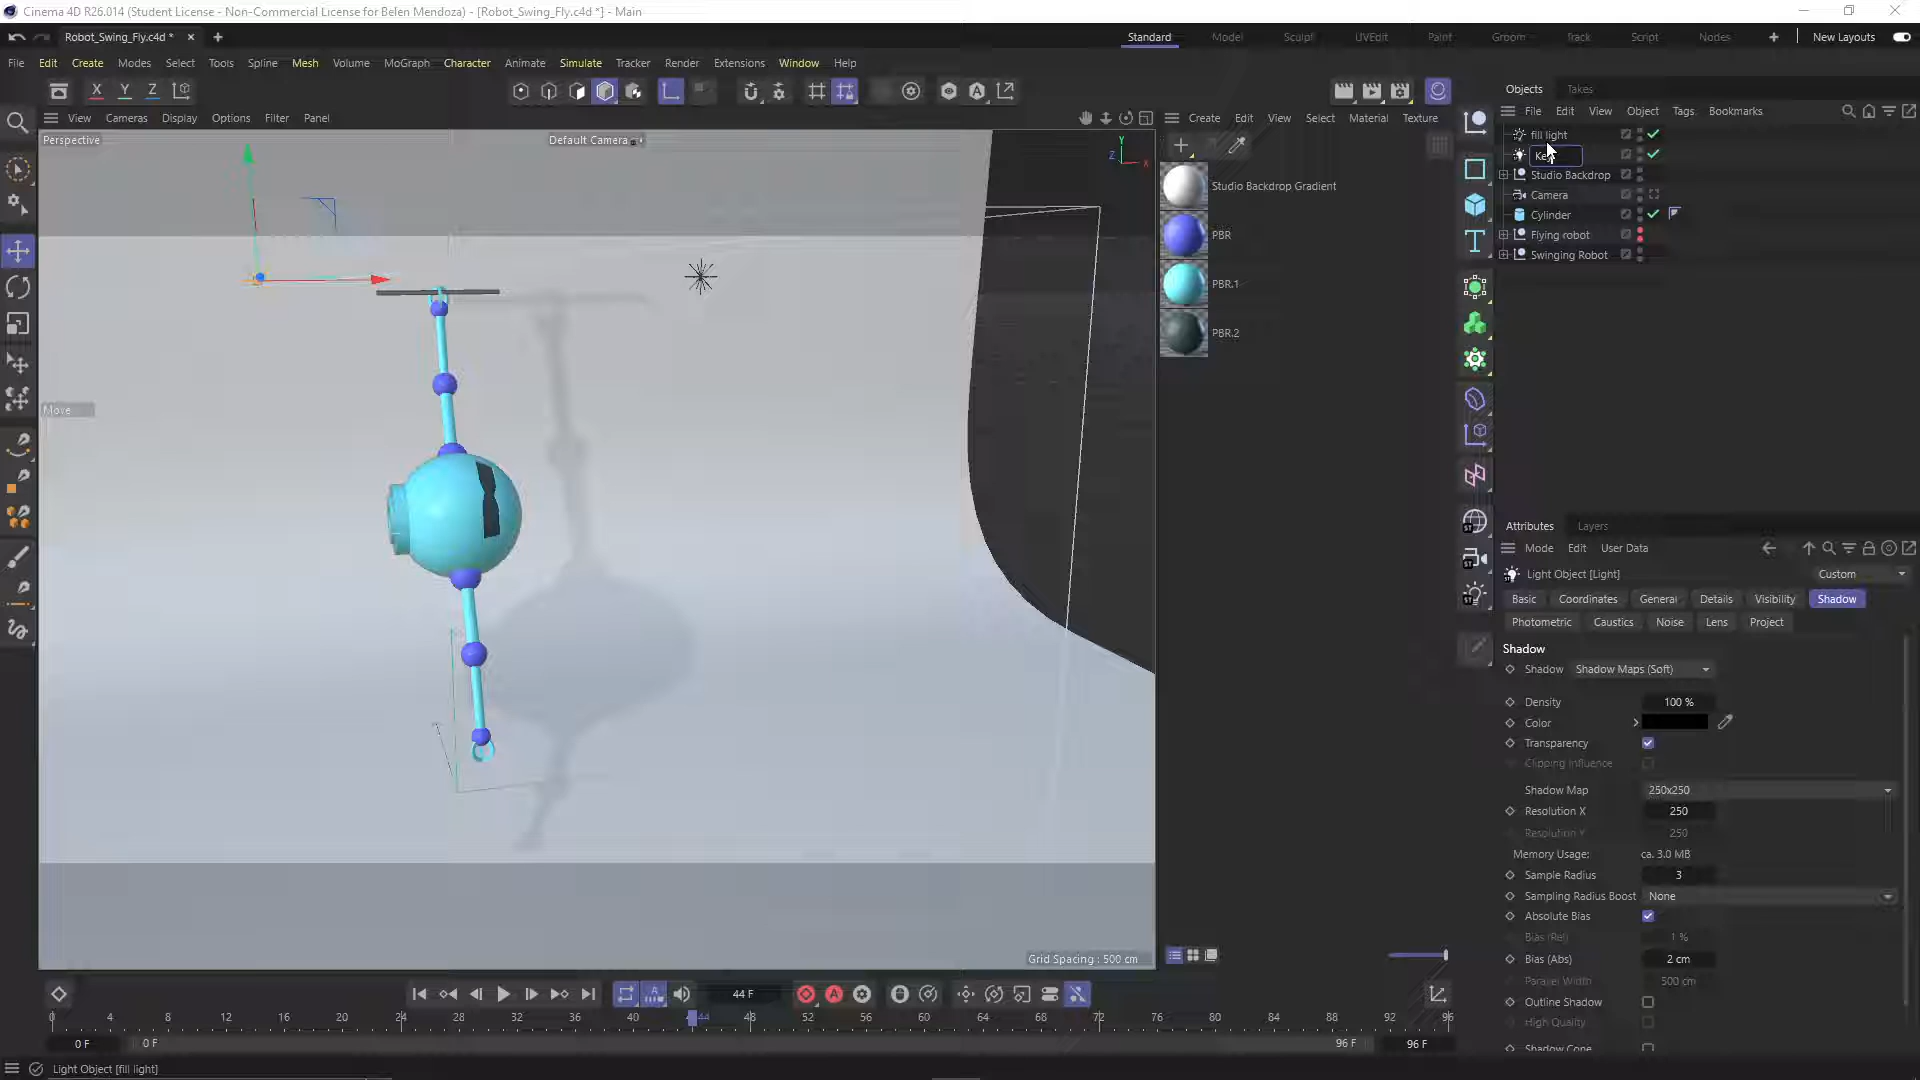 Cinema 4D R26.014 (Student License - Non-Commercial License for Belen Mendoza) - [Robot_Swing_Fly.c4d *] - Main
Robot_Swing_Fly.c4d *
Standard Model Sculpt UVEdit Paint Groom Track Script Nodes New Layouts
File Edit Create Modes Select Tools Spline Mesh Volume MoGraph Character Animate Simulate Tracker Render Extensions Window Help
X Y Z
Objects Takes
File Edit View Object Tags Bookmarks
View Cameras Display Options Filter Panel
Create Edit View Select Material Texture
Perspective
Default Camera
Y
Z
X
fill light
Studio Backdrop
Camera
Cylinder
Flying robot
Swinging Robot
Studio Backdrop Gradient
PBR
PBR.1
PBR.2
Move
Grid Spacing : 500 cm
Attributes Layers
Mode Edit User Data
Light Object [Light]
Custom
Basic Coordinates General Details Visibility Shadow
Photometric Caustics Noise Lens Project
Shadow
Shadow Shadow Maps (Soft)
Density 100 %
Color
Transparency
Clipping Influence
Shadow Map 250x250
Resolution X 250
Resolution Y 250
Memory Usage: ca. 3.0 MB
Sample Radius 3
Sampling Radius Boost None
Absolute Bias
Bias (Rel) 1 %
Bias (Abs) 2 cm
Parallel Width 500 cm
Outline Shadow
High Quality
Shadow Cone
44 F
0 4 8 12 16 20 24 28 32 36 40 44 48 52 56 60 64 68 72 76 80 84 88 92 96
0 F 0 F 96 F 96 F
Light Object [fill light]